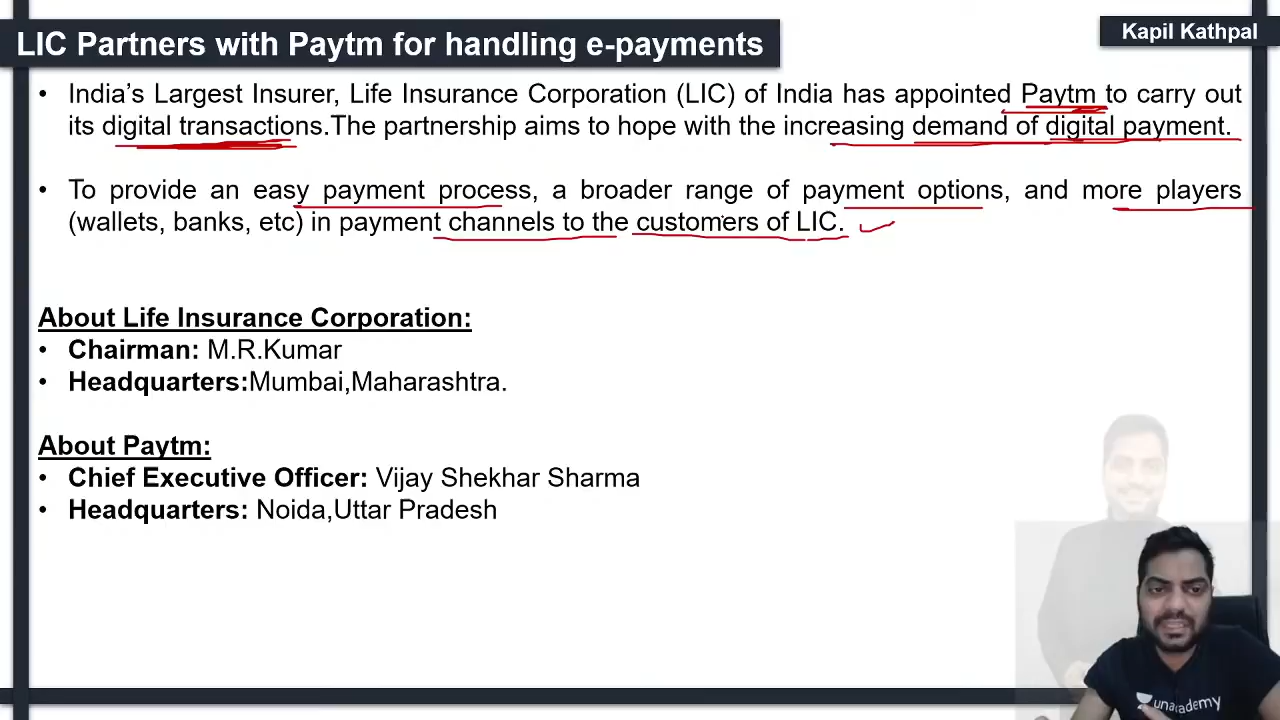 LIC Partners with Paytm for handling e-payments
Kapil Kathpal
• India’s Largest Insurer, Life Insurance Corporation (LIC) of India has appointed Paytm to carry out
its digital transactions.The partnership aims to hope with the increasing demand of digital payment.
• To provide an easy payment process, a broader range of payment options, and more players
(wallets, banks, etc) in payment channels to the customers of LIC.
About Life Insurance Corporation:
• Chairman: M.R.Kumar
• Headquarters:Mumbai,Maharashtra.
About Paytm:
• Chief Executive Officer: Vijay Shekhar Sharma
• Headquarters: Noida,Uttar Pradesh
unacademy